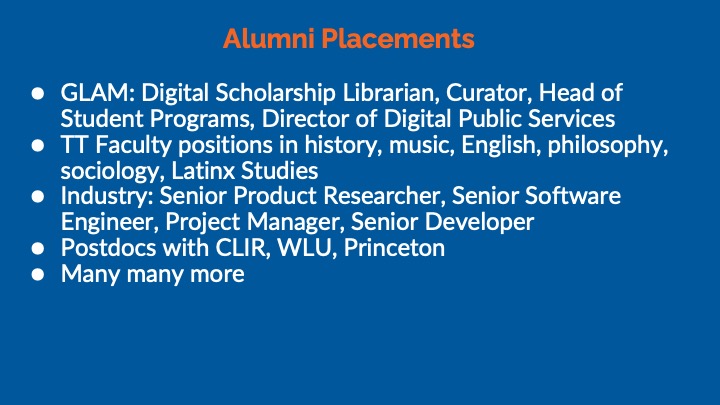 Alumni Placements
● GLAM: Digital Scholarship Librarian, Curator, Head of
Student Programs, Director of Digital Public Services
● TT Faculty positions in history, music, English, philosophy,
sociology, Latinx Studies
● Industry: Senior Product Researcher, Senior Software
Engineer, Project Manager, Senior Developer
● Postdocs with CLIR, WLU, Princeton
● Many many more